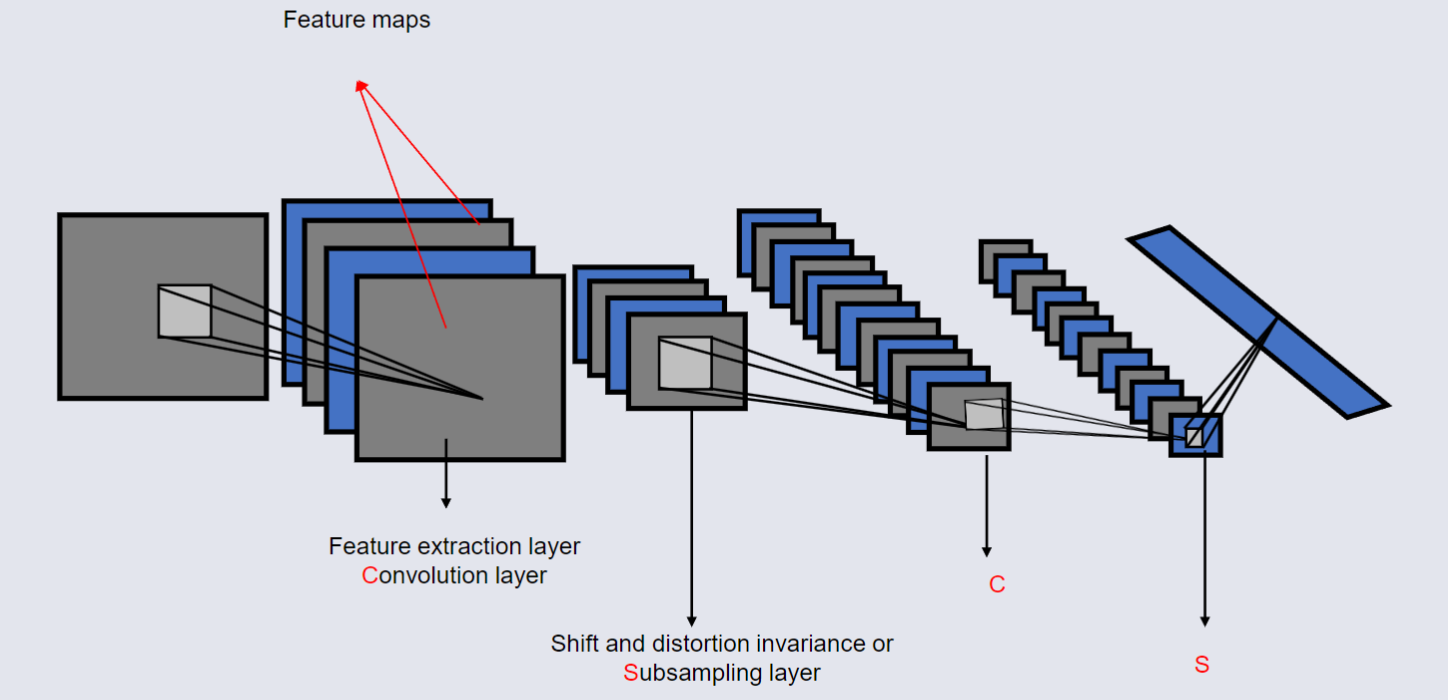 Feature maps
Feature extraction layer
Convolution layer
C
Shift and distortion invariance or
Subsampling layer
S